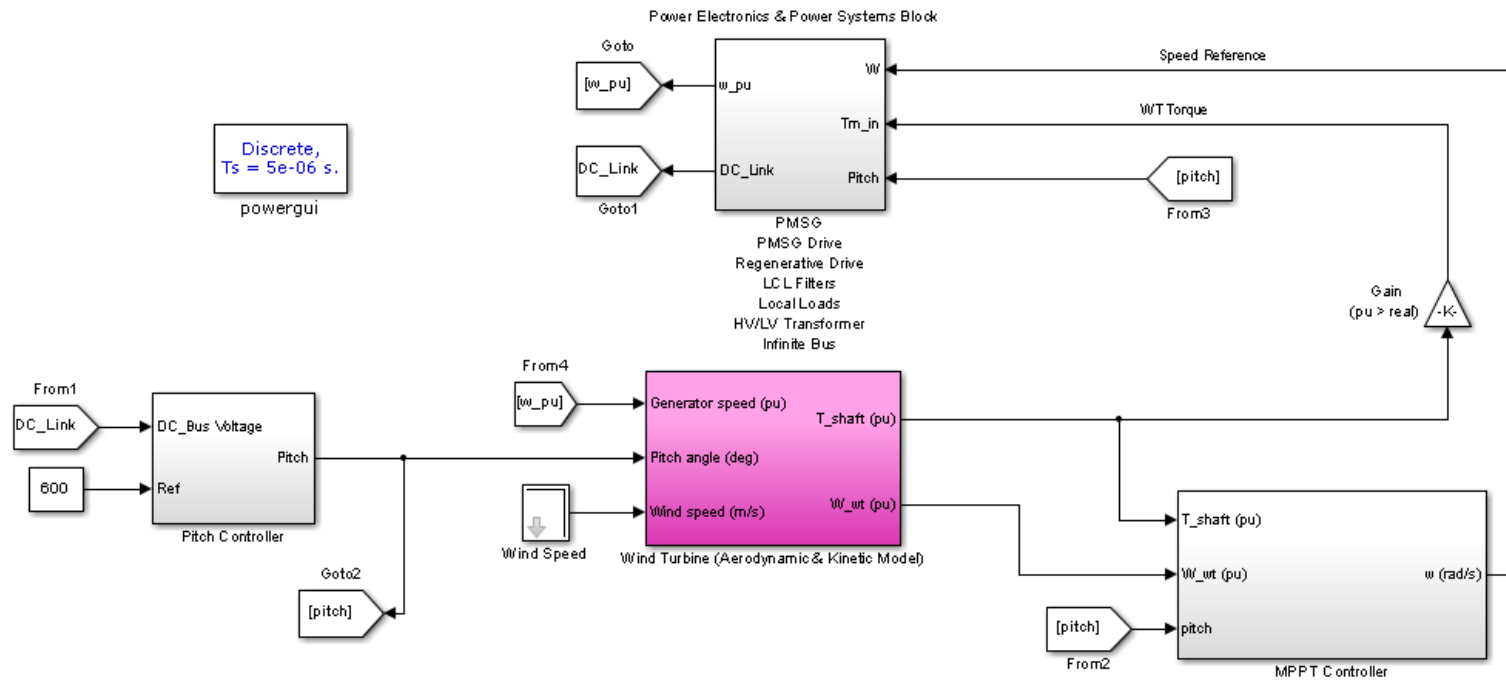 Power Electronics & Power Systems Block
Goto
[w_pu]
w_pu
W
Speed Reference
Tm_in
WT Torque
Discrete,
Ts = 5e-06 s.
powergui
DC_Link
Goto1
DC_Link
Pitch
[pitch]
From3
PMSG
PMSG Drive
Regenerative Drive
LCL Filters
Local Loads
HV/LV Transformer
Infinite Bus
Gain
(pu > real)
-K-
From1
DC_Link
600
DC_Bus Voltage
Ref
Pitch
Pitch Controller
Goto2
[pitch]
From4
[w_pu]
Wind Speed
Generator speed (pu)
Pitch angle (deg)
Wind speed (m/s)
T_shaft (pu)
W_wt (pu)
Wind Turbine (Aerodynamic & Kinetic Model)
T_shaft (pu)
W_wt (pu)
pitch
w (rad/s)
[pitch]
From2
MPPT Controller